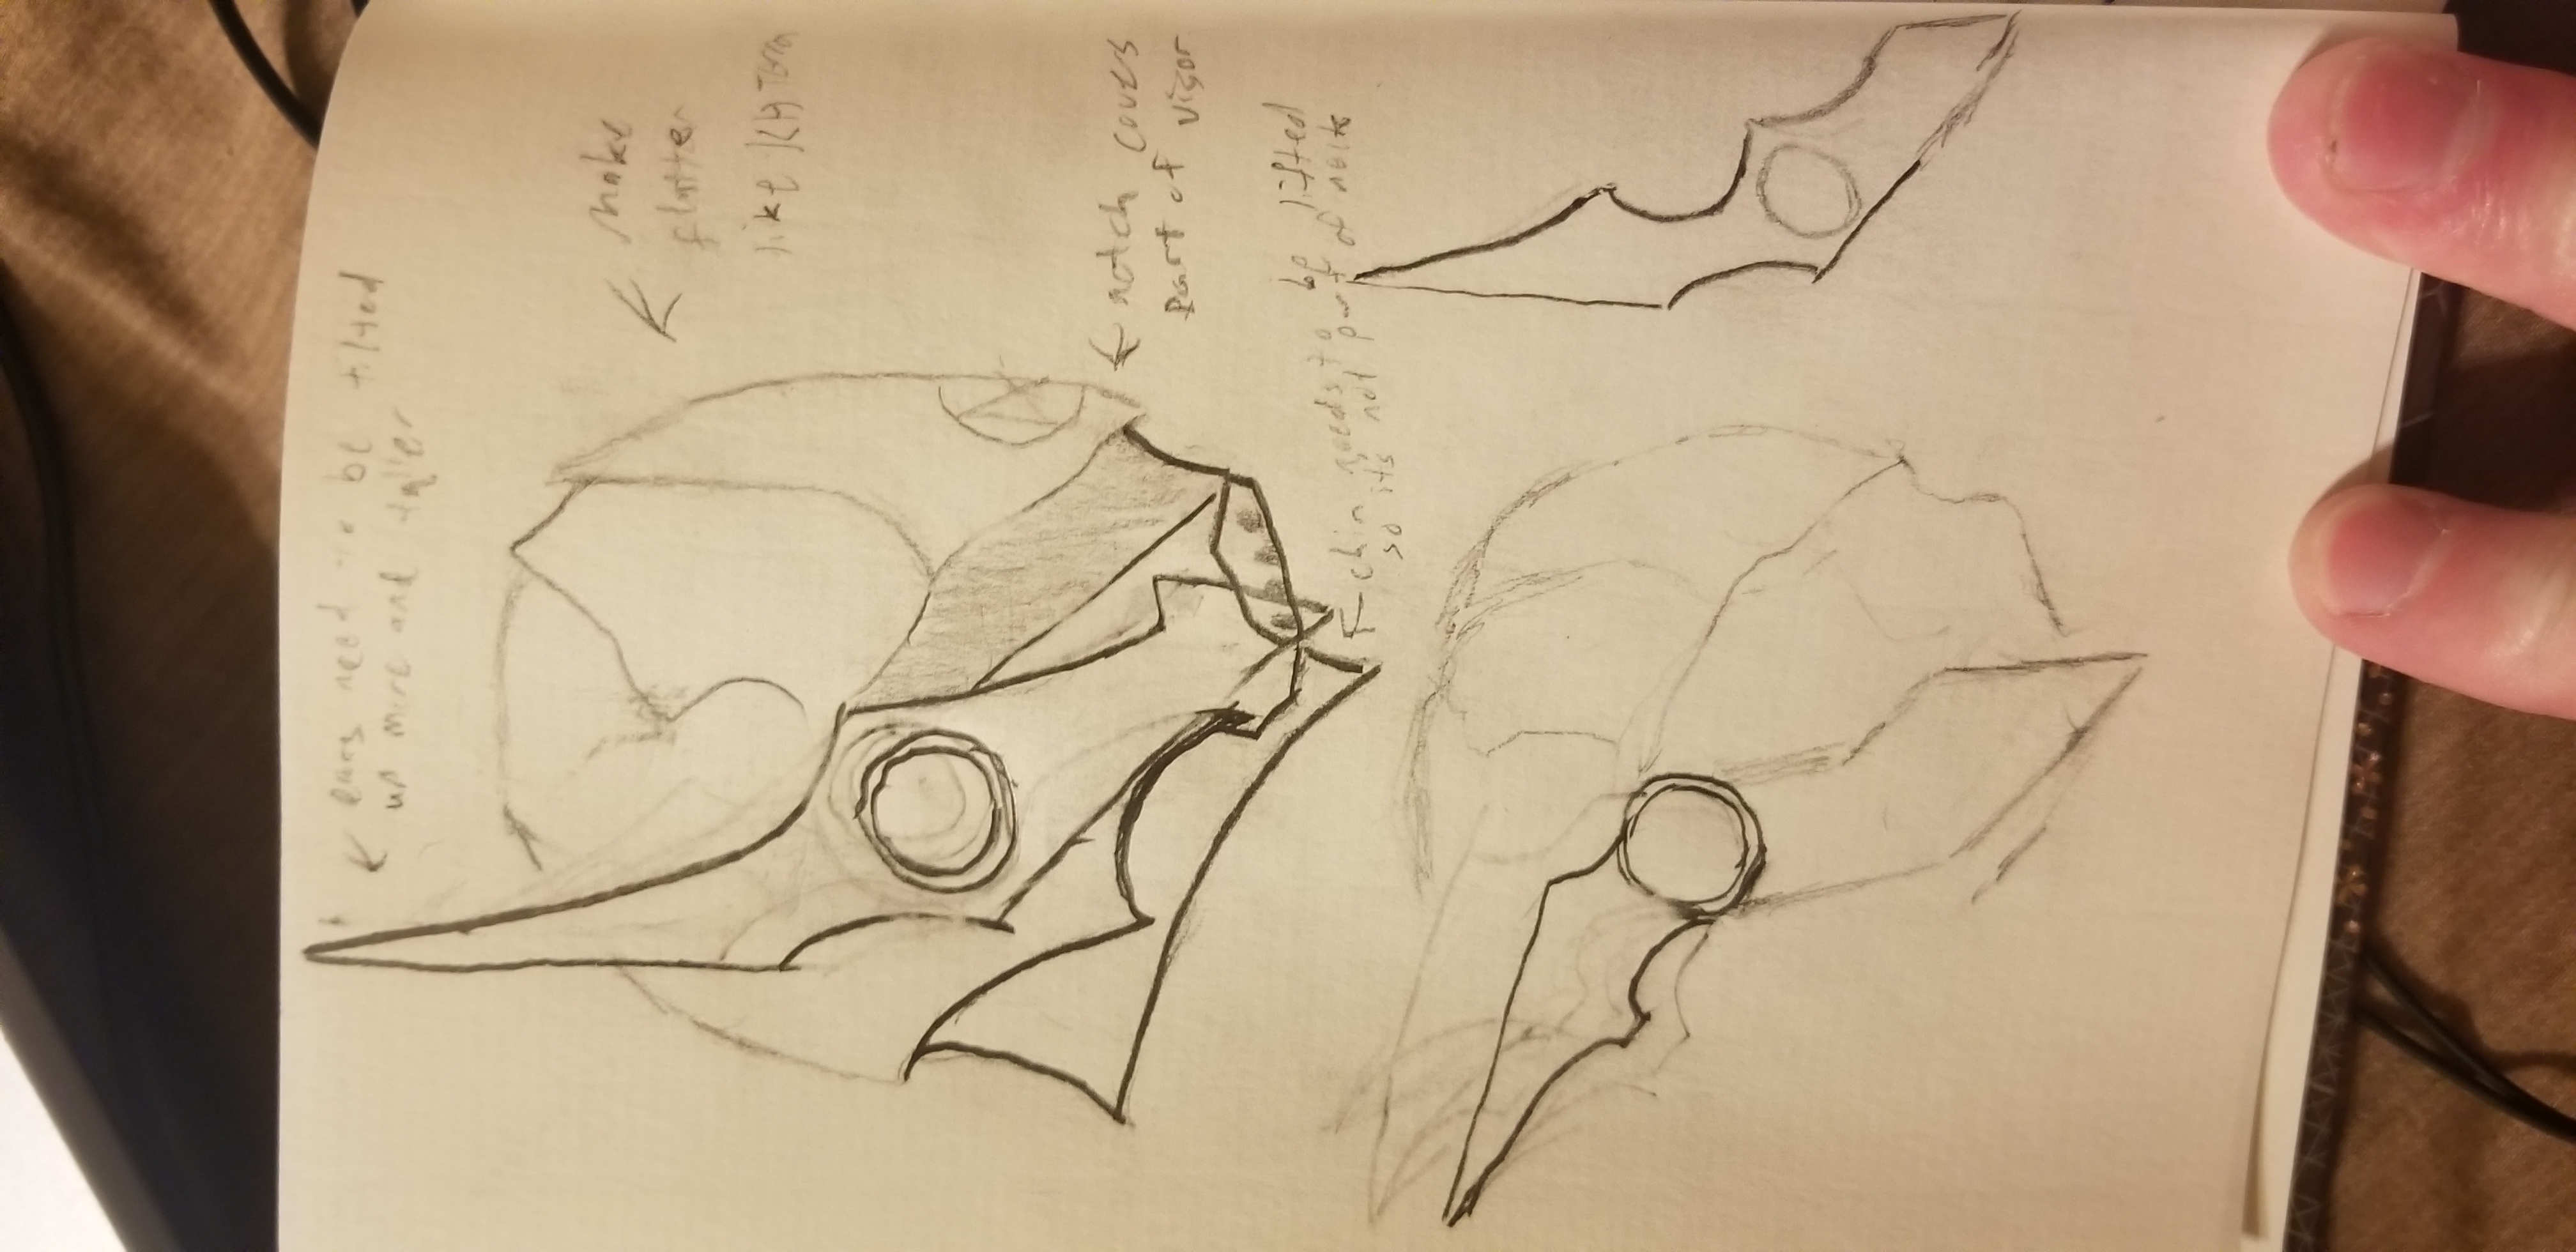 ears need to be tilted
up more and taller
make
flatter
like KH Terra
notch covers
part of visor
chin needs to be lifted
so its not part of neck